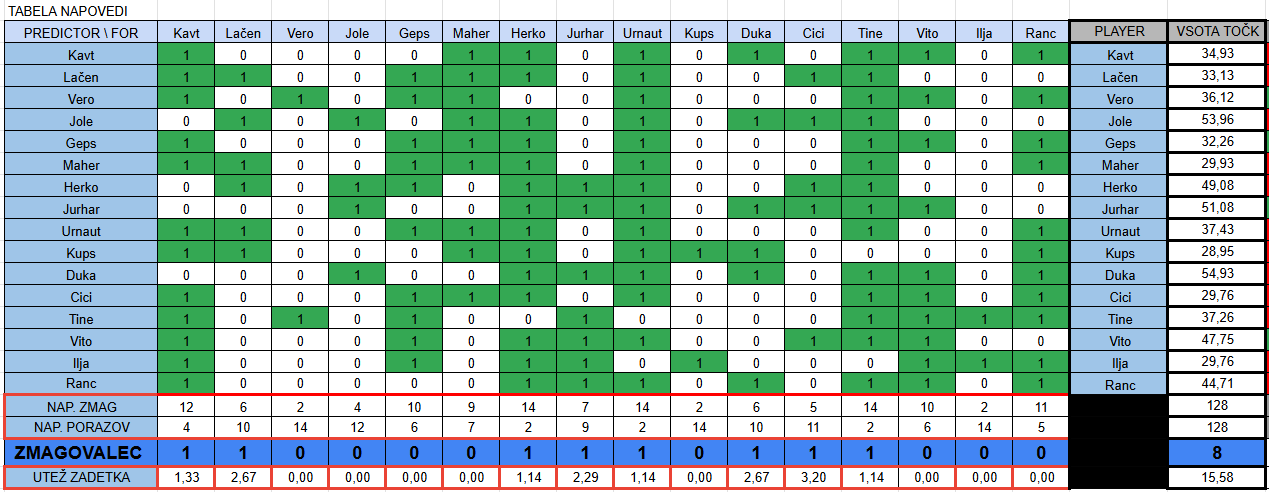 TABELA NAPOVEDI
PREDICTOR \ FOR Kavt Lačen Vero Jole Geps Maher Herko Jurhar Urnaut Kups Duka Cici Tine Vito Ilja Ranc PLAYER VSOTA TOČK
Kavt 1 0 0 0 0 1 1 0 1 0 1 0 1 1 0 1 Kavt 34,93
Lačen 1 1 0 0 1 1 1 0 1 0 0 1 1 0 0 0 Lačen 33,13
Vero 1 0 1 0 1 1 0 0 1 0 0 0 1 1 0 1 Vero 36,12
Jole 0 1 0 1 0 1 1 0 1 0 1 1 1 0 0 0 Jole 53,96
Geps 1 0 0 0 1 1 1 0 1 0 0 0 1 1 0 1 Geps 32,26
Maher 1 1 0 0 1 1 1 0 1 0 0 0 1 0 0 1 Maher 29,93
Herko 0 1 0 1 1 0 1 1 1 0 0 1 1 0 0 0 Herko 49,08
Jurhar 0 0 0 1 0 0 1 1 1 0 1 1 1 1 0 0 Jurhar 51,08
Urnaut 1 1 0 0 1 1 1 0 1 0 0 0 1 0 0 1 Urnaut 37,43
Kups 1 1 0 0 0 1 1 0 1 1 1 0 0 0 0 1 Kups 28,95
Duka 0 0 0 1 0 0 1 1 1 0 1 0 1 1 0 1 Duka 54,93
Cici 1 0 0 0 1 1 1 0 1 0 0 0 1 1 0 1 Cici 29,76
Tine 1 0 1 0 1 0 0 1 0 0 0 0 1 1 1 1 Tine 37,26
Vito 1 0 0 0 1 0 1 1 1 0 0 1 1 1 0 0 Vito 47,75
Ilja 1 0 0 0 1 0 1 1 0 1 0 0 0 1 1 1 Ilja 29,76
Ranc 1 0 0 0 0 0 1 1 1 0 1 0 1 1 0 1 Ranc 44,71
NAP. ZMAG 12 6 2 4 10 9 14 7 14 2 6 5 14 10 2 11 128
NAP. PORAZOV 4 10 14 12 6 7 2 9 2 14 10 11 2 6 14 5 128
ZMAGOVALEC 1 1 0 0 0 0 1 1 1 0 1 1 1 0 0 0 8
UTEŽ ZADETKA 1,33 2,67 0,00 0,00 0,00 0,00 1,14 2,29 1,14 0,00 2,67 3,20 1,14 0,00 0,00 0,00 15,58